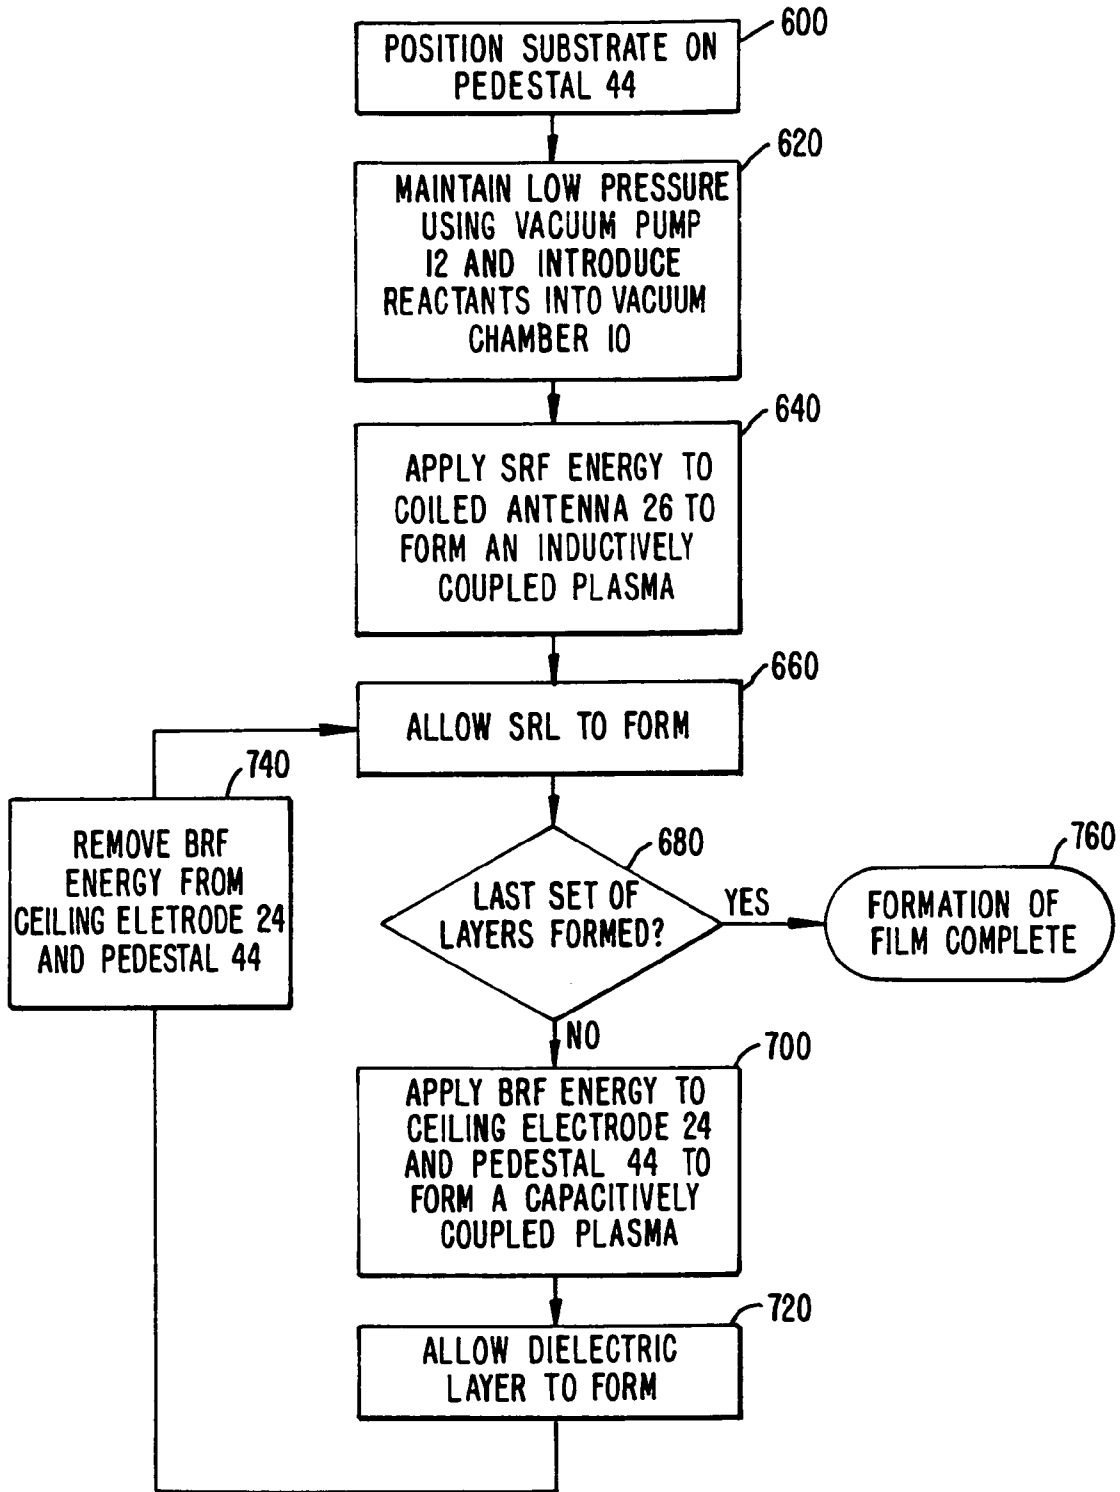 600
POSITION SUBSTRATE ON
PEDESTAL 44
620
MAINTAIN LOW PRESSURE
USING VACUUM PUMP
12 AND INTRODUCE
REACTANTS INTO VACUUM
CHAMBER 10
640
APPLY SRF ENERGY TO
COILED ANTENNA 26 TO
FORM AN INDUCTIVELY
COUPLED PLASMA
660
ALLOW SRL TO FORM
740
REMOVE BRF
ENERGY FROM
CEILING ELETRODE 24
AND PEDESTAL 44
680
LAST SET OF
LAYERS FORMED?
YES
760
FORMATION OF
FILM COMPLETE
NO
700
APPLY BRF ENERGY TO
CEILING ELECTRODE 24
AND PEDESTAL 44 TO
FORM A CAPACITIVELY
COUPLED PLASMA
720
ALLOW DIELECTRIC
LAYER TO FORM